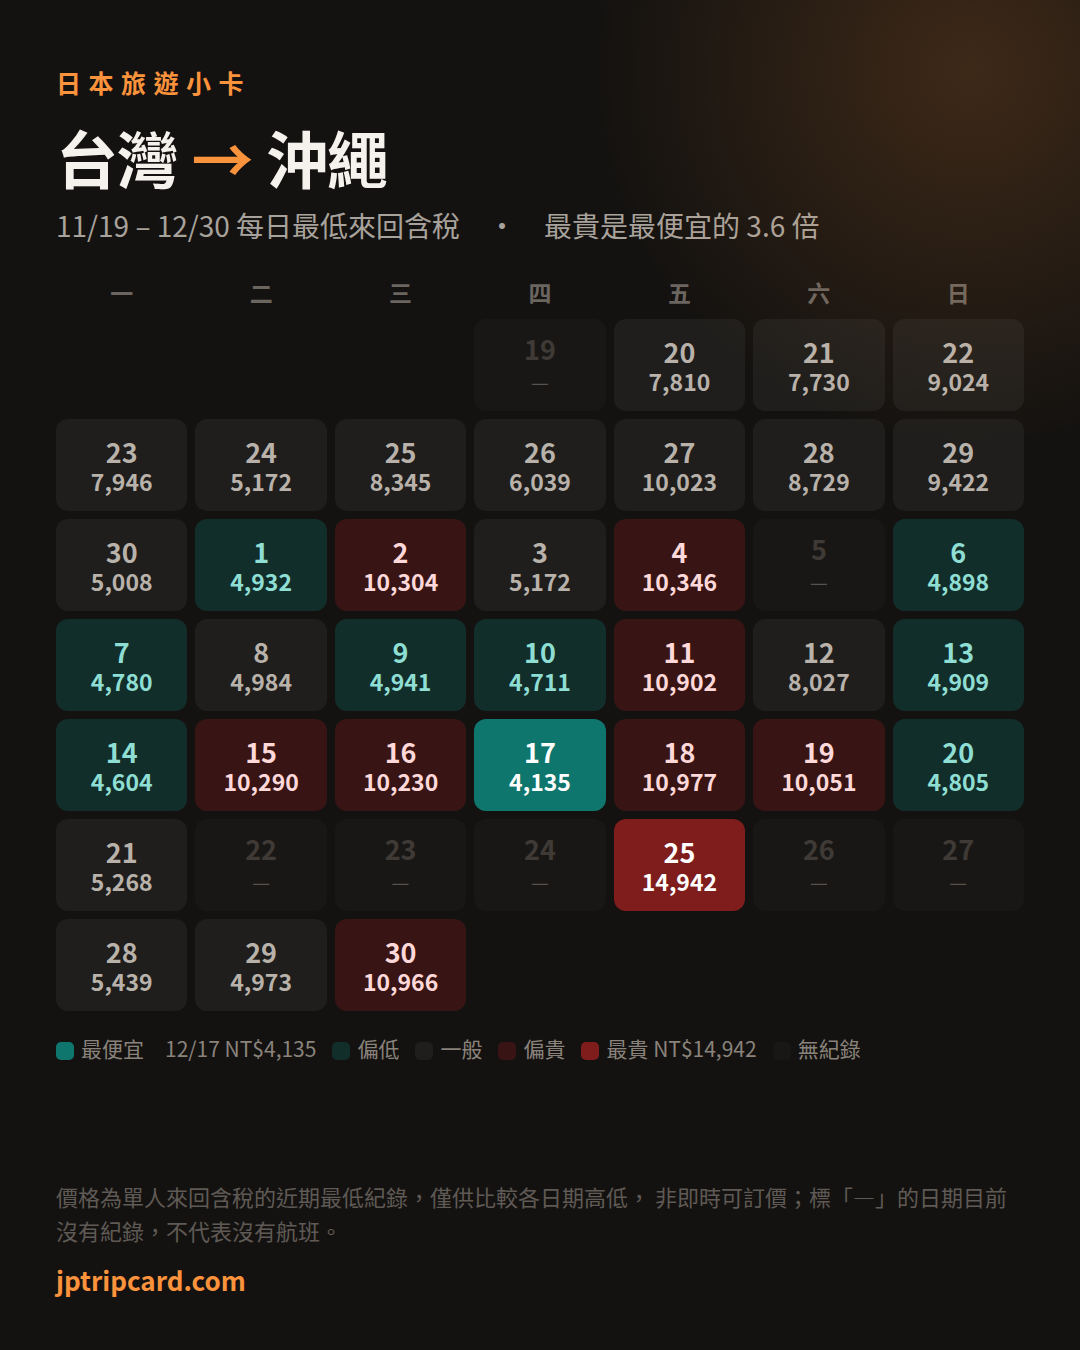 日本旅遊小卡
台灣 → 沖繩
11/19 – 12/30 每日最低來回含稅 ・ 最貴是最便宜的 3.6 倍
一 二 三 四 五 六 日
19 20 21 22
— 7,810 7,730 9,024
23 24 25 26 27 28 29
7,946 5,172 8,345 6,039 10,023 8,729 9,422
30 1 2 3 4 5 6
5,008 4,932 10,304 5,172 10,346 — 4,898
7 8 9 10 11 12 13
4,780 4,984 4,941 4,711 10,902 8,027 4,909
14 15 16 17 18 19 20
4,604 10,290 10,230 4,135 10,977 10,051 4,805
21 22 23 24 25 26 27
5,268 — — — 14,942 — —
28 29 30
5,439 4,973 10,966
最便宜 12/17 NT$4,135 偏低 一般 偏貴 最貴 NT$14,942 無紀錄
價格為單人來回含稅的近期最低紀錄，僅供比較各日期高低， 非即時可訂價；標「—」的日期目前
沒有紀錄，不代表沒有航班。
jptripcard.com